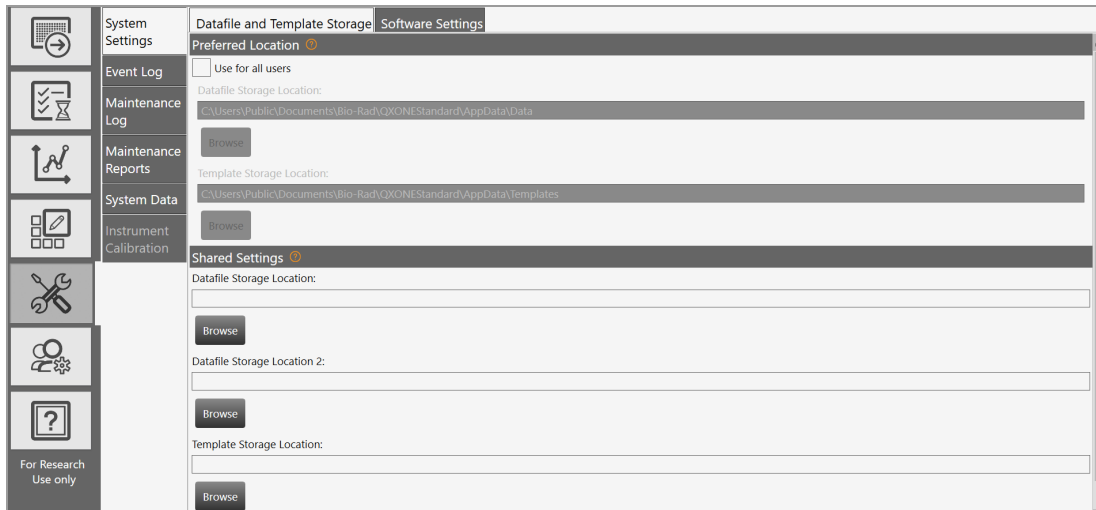 System
Settings
Event Log
Maintenance
Log
Maintenance
Reports
System Data
Instrument
Calibration
Datafile and Template Storage
Software Settings
Preferred Location ?
Use for all users
Datafile Storage Location:
C:\Users\Public\Documents\Bio-Rad\QXONEStandard\AppData\Data
Browse
Template Storage Location:
C:\Users\Public\Documents\Bio-Rad\QXONEStandard\AppData\Templates
Browse
Shared Settings ?
Datafile Storage Location:
Browse
Datafile Storage Location 2:
Browse
Template Storage Location:
Browse
?
For Research
Use only